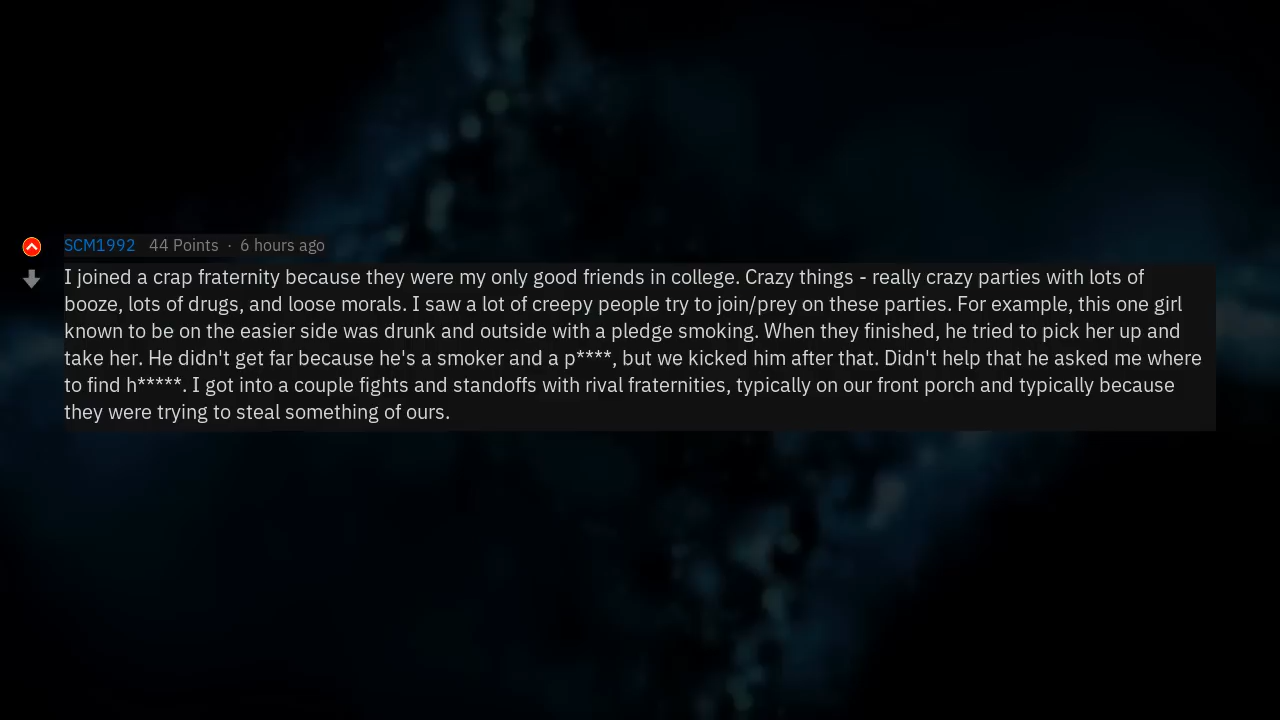 SCM1992 44 Points · 6 hours ago
I joined a crap fraternity because they were my only good friends in college. Crazy things - really crazy parties with lots of
booze, lots of drugs, and loose morals. I saw a lot of creepy people try to join/prey on these parties. For example, this one girl
known to be on the easier side was drunk and outside with a pledge smoking. When they finished, he tried to pick her up and
take her. He didn't get far because he's a smoker and a p****, but we kicked him after that. Didn't help that he asked me where
to find h*****. I got into a couple fights and standoffs with rival fraternities, typically on our front porch and typically because
they were trying to steal something of ours.